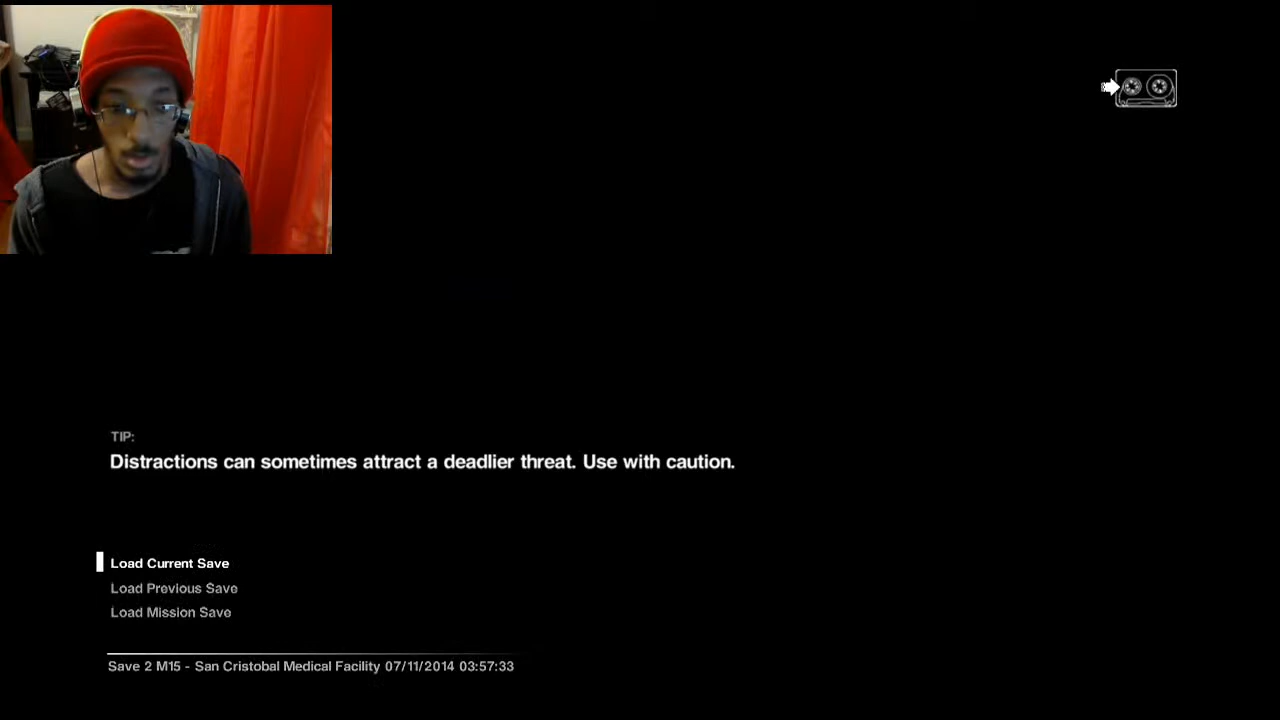 TIP:
Distractions can sometimes attract a deadlier threat. Use with caution.
Load Current Save
Load Previous Save
Load Mission Save
Save 2 M15 - San Cristobal Medical Facility 07/11/2014 03:57:33